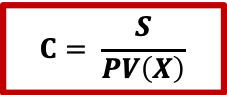 C = S / PV(X)